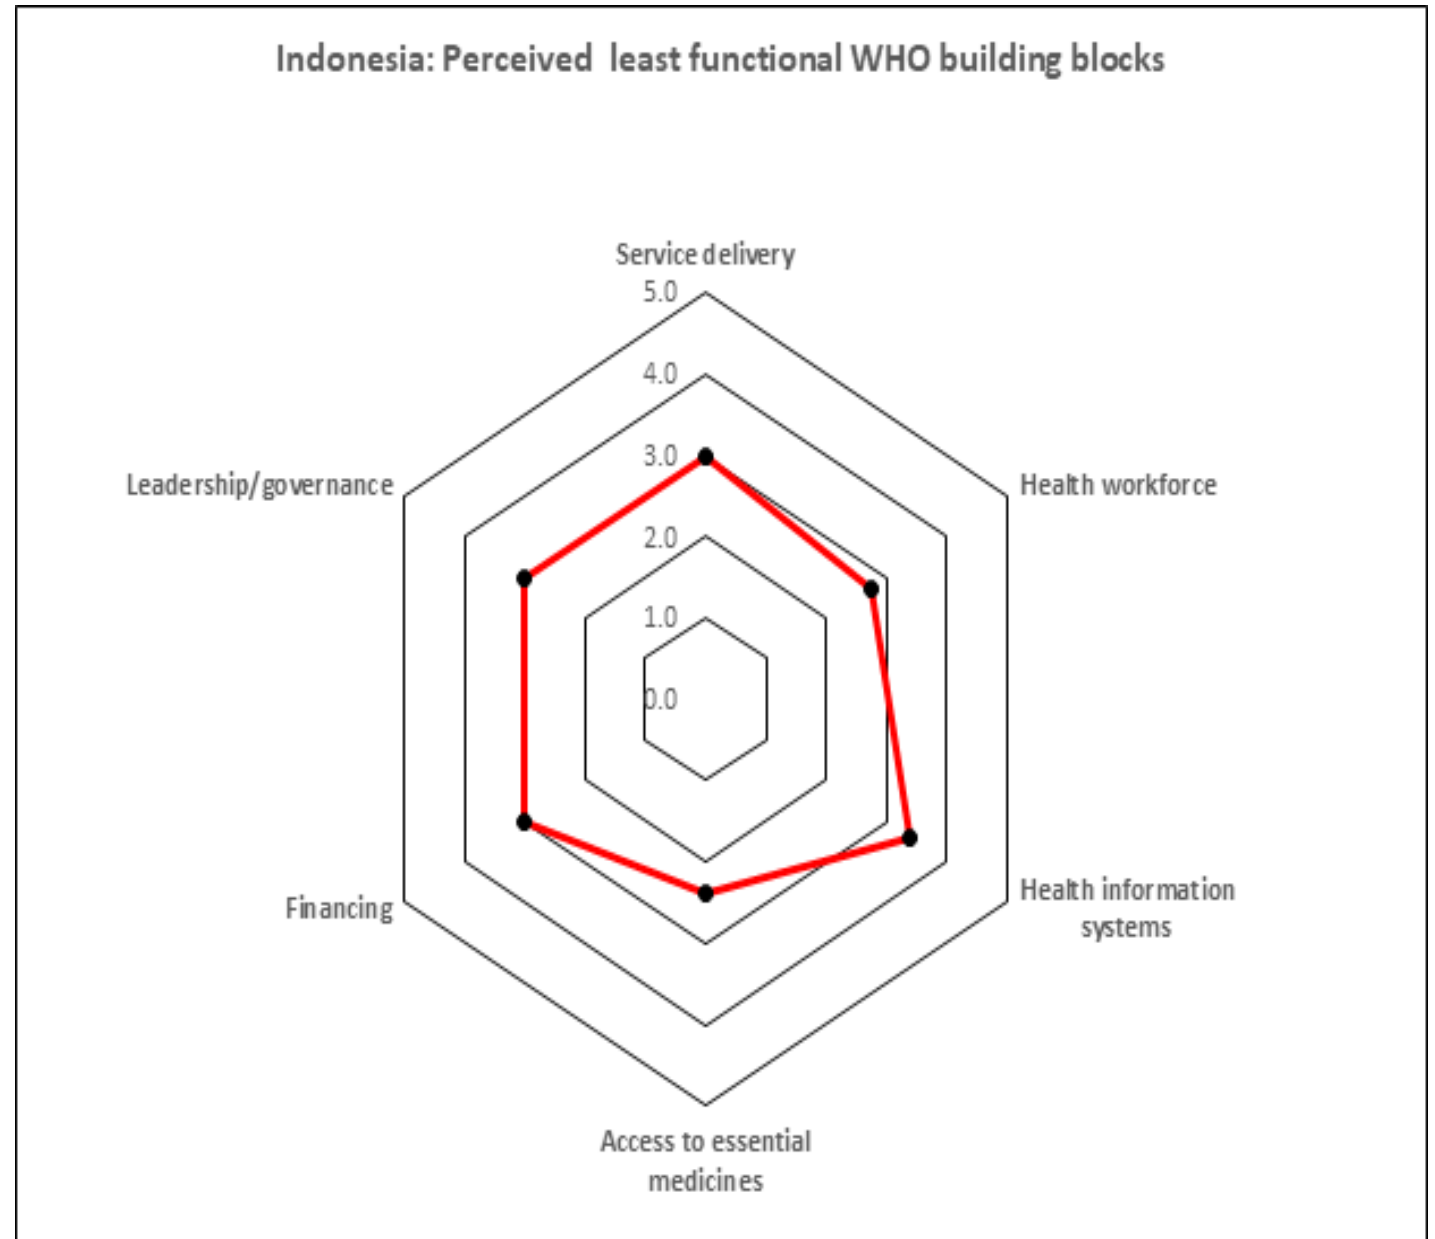 Indonesia: Perceived least functional WHO building blocks
Service delivery
5.0
4.0
3.0
Leadership/governance
Health workforce
2.0
1.0
0.0
Financing
Health information
systems
Access to essential
medicines